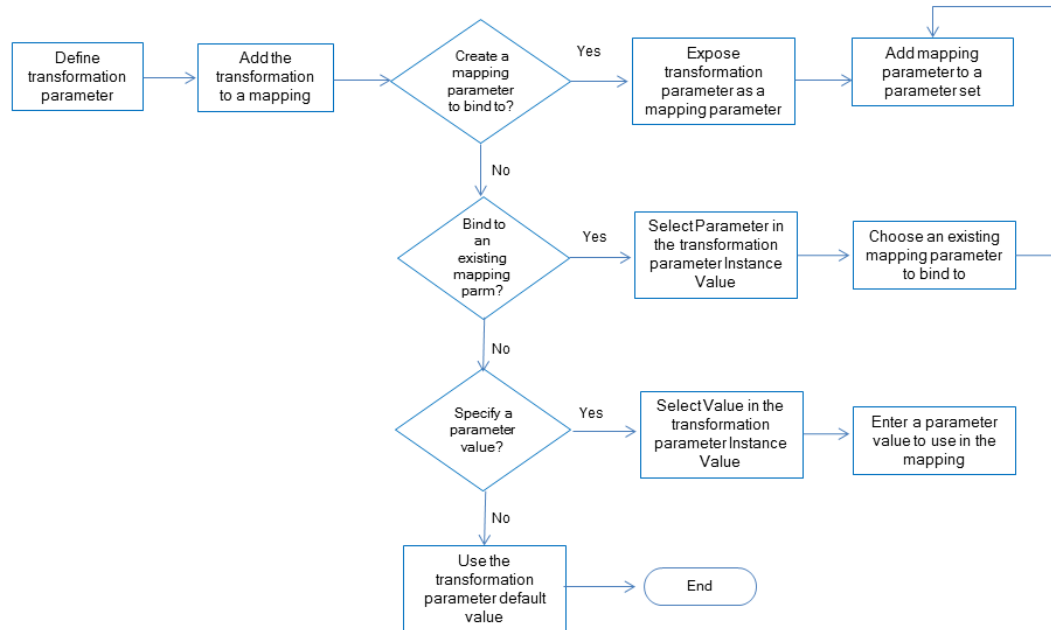 Define
transformation
parameter
Add the
transformation
to a mapping
Create a
mapping
parameter
to bind to?
Yes
Expose
transformation
parameter as a
mapping parameter
Add mapping
parameter to a
parameter set
No
Bind to
an
existing
mapping
parm?
Yes
Select Parameter in
the transformation
parameter Instance
Value
Choose an existing
mapping parameter
to bind to
No
Specify a
parameter
value?
Yes
Select Value in the
transformation
parameter Instance
Value
Enter a parameter
value to use in the
mapping
No
Use the
transformation
parameter default
value
End